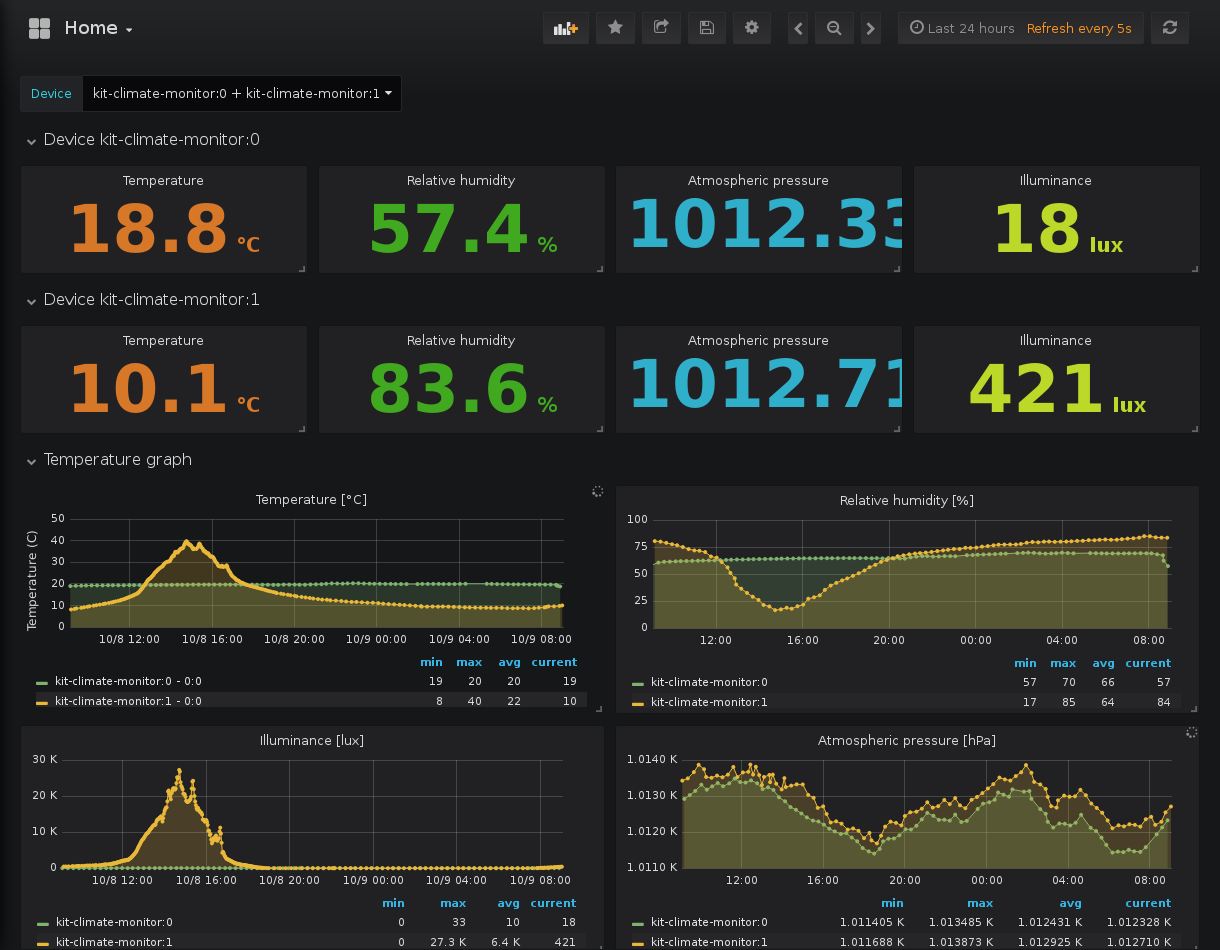 Home
Last 24 hours Refresh every 5s
Device kit-climate-monitor:0 + kit-climate-monitor:1
Device kit-climate-monitor:0
Temperature Relative humidity Atmospheric pressure Illuminance
18.8 °C 57.4 % 1012.33 18 lux
Device kit-climate-monitor:1
Temperature Relative humidity Atmospheric pressure Illuminance
10.1 °C 83.6 % 1012.71 421 lux
Temperature graph
Temperature [°C]
Temperature (C)
50
40
30
20
10
0
10/8 12:00 10/8 16:00 10/8 20:00 10/9 00:00 10/9 04:00 10/9 08:00
min max avg current
kit-climate-monitor:0 - 0:0 19 20 20 19
kit-climate-monitor:1 - 0:0 8 40 22 10
Relative humidity [%]
100
75
50
25
0
12:00 16:00 20:00 00:00 04:00 08:00
min max avg current
kit-climate-monitor:0 57 70 66 57
kit-climate-monitor:1 17 85 64 84
Illuminance [lux]
30 K
20 K
10 K
0
10/8 12:00 10/8 16:00 10/8 20:00 10/9 00:00 10/9 04:00 10/9 08:00
min max avg current
kit-climate-monitor:0 0 33 10 18
kit-climate-monitor:1 0 27.3 K 6.4 K 421
Atmospheric pressure [hPa]
1.0140 K
1.0130 K
1.0120 K
1.0110 K
12:00 16:00 20:00 00:00 04:00 08:00
min max avg current
kit-climate-monitor:0 1.011405 K 1.013485 K 1.012431 K 1.012328 K
kit-climate-monitor:1 1.011688 K 1.013873 K 1.012925 K 1.012710 K